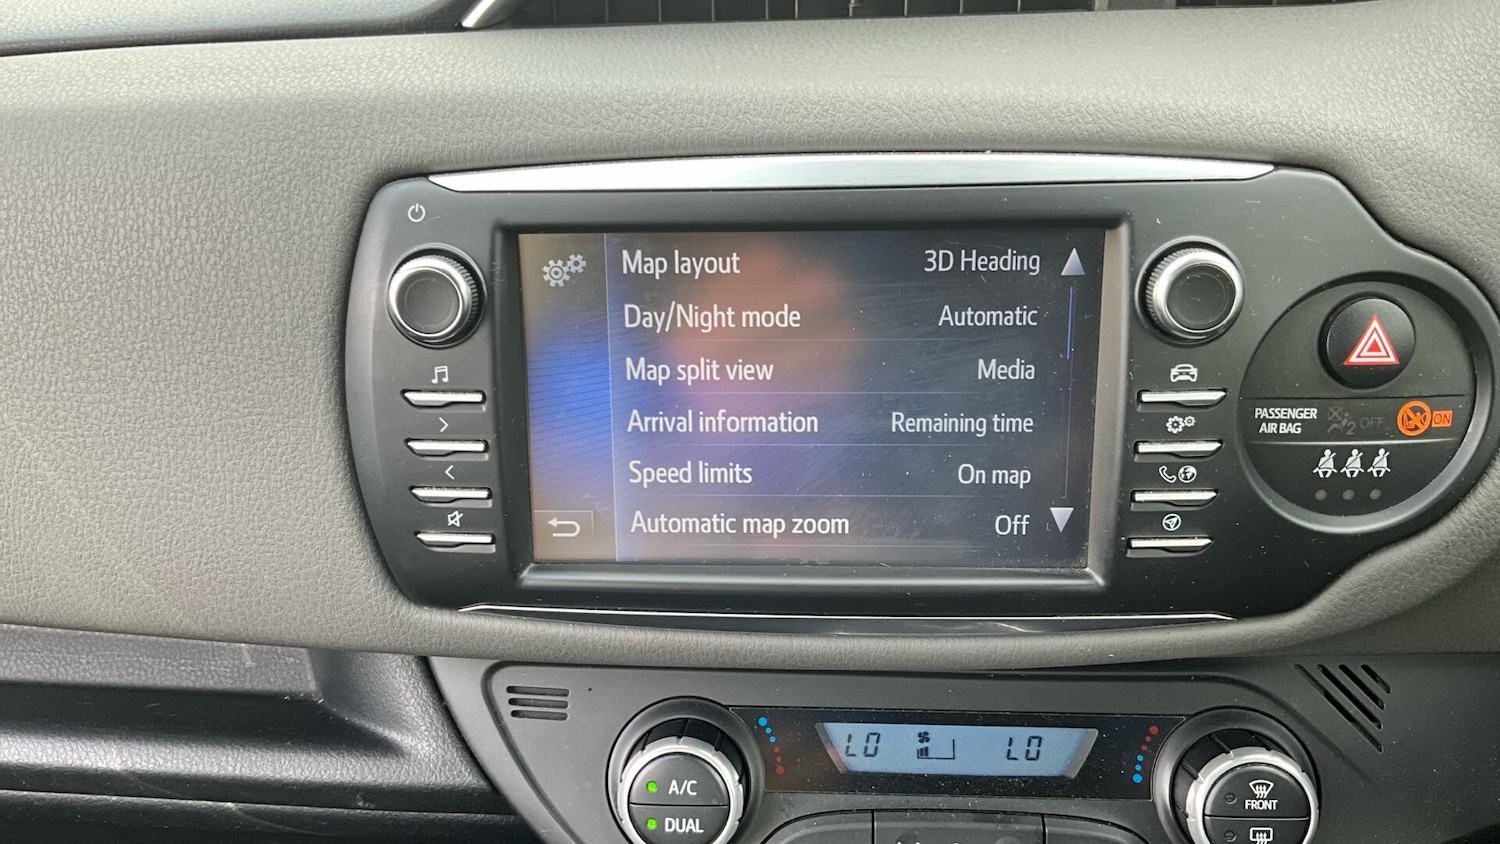 Map layout 3D Heading
Day/Night mode Automatic
Map split view Media
Arrival information Remaining time
Speed limits On map
Automatic map zoom Off
PASSENGER
AIR BAG
2 OFF
ON
LO LO
A/C
DUAL
FRONT